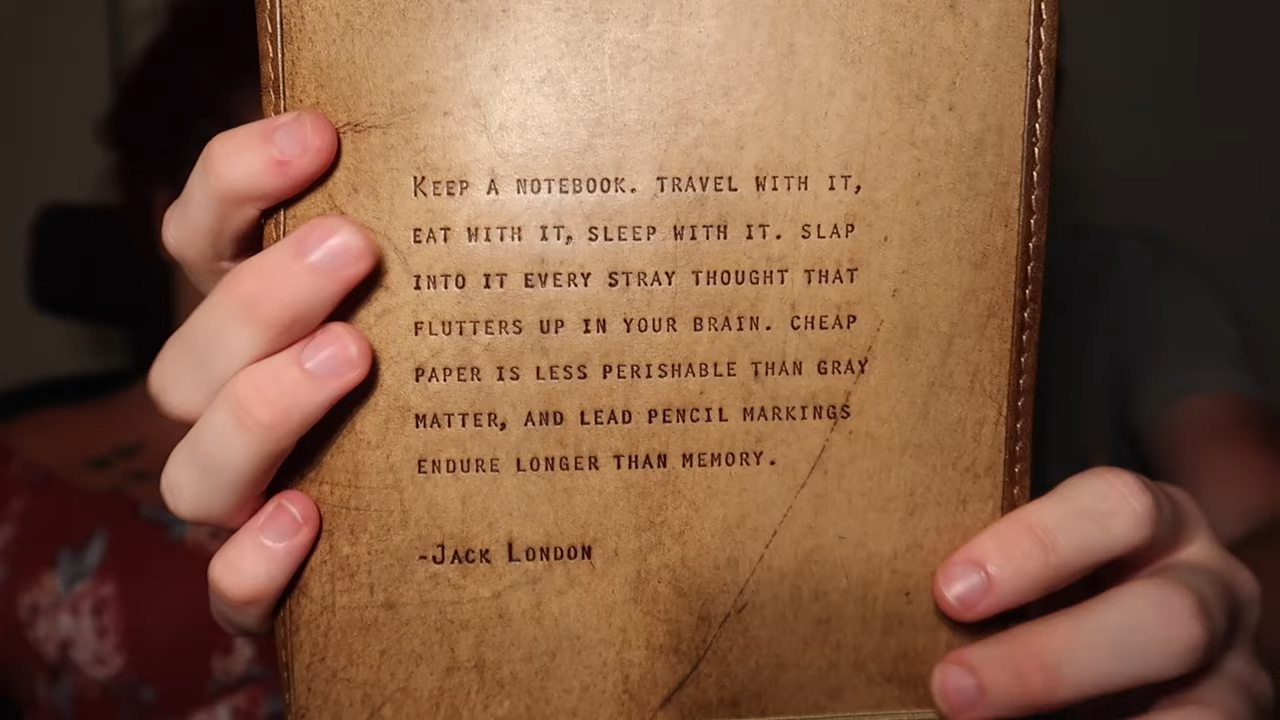 KEEP A NOTEBOOK. TRAVEL WITH IT,
EAT WITH IT, SLEEP WITH IT. SLAP
INTO IT EVERY STRAY THOUGHT THAT
FLUTTERS UP IN YOUR BRAIN. CHEAP
PAPER IS LESS PERISHABLE THAN GRAY
MATTER, AND LEAD PENCIL MARKINGS
ENDURE LONGER THAN MEMORY.
-JACK LONDON